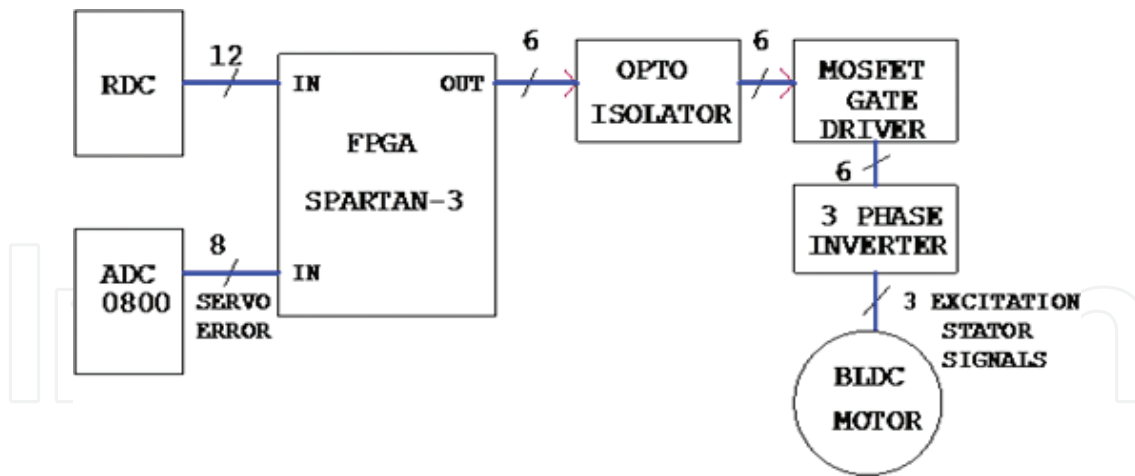 RDC
12
IN
OUT
FPGA
SPARTAN-3
IN
ADC
0800
8
SERVO
ERROR
6
OPTO
ISOLATOR
6
MOSFET
GATE
DRIVER
6
3 PHASE
INVERTER
3 EXCITATION
STATOR
SIGNALS
BLDC
MOTOR